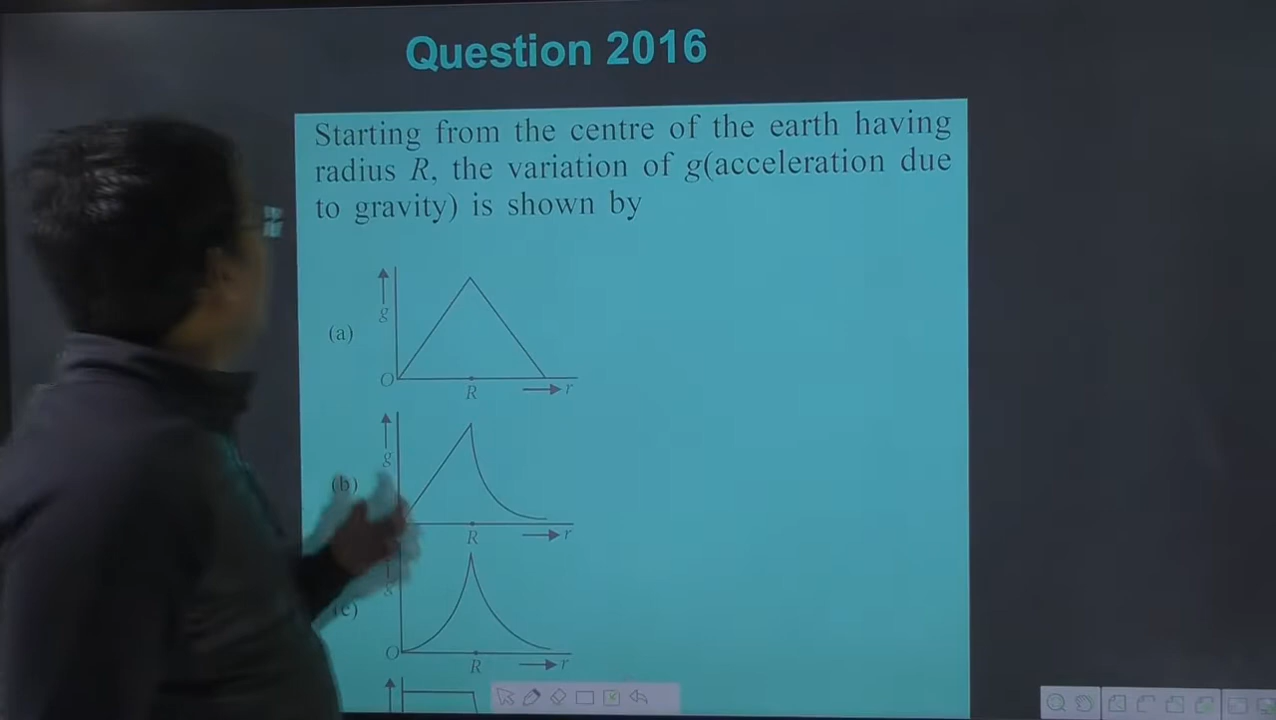 Question 2016
Starting from the centre of the earth having
radius R, the variation of g(acceleration due
to gravity) is shown by
g
(a)
O
R
r
g
(b)
R
r
g
(c)
O
R
r